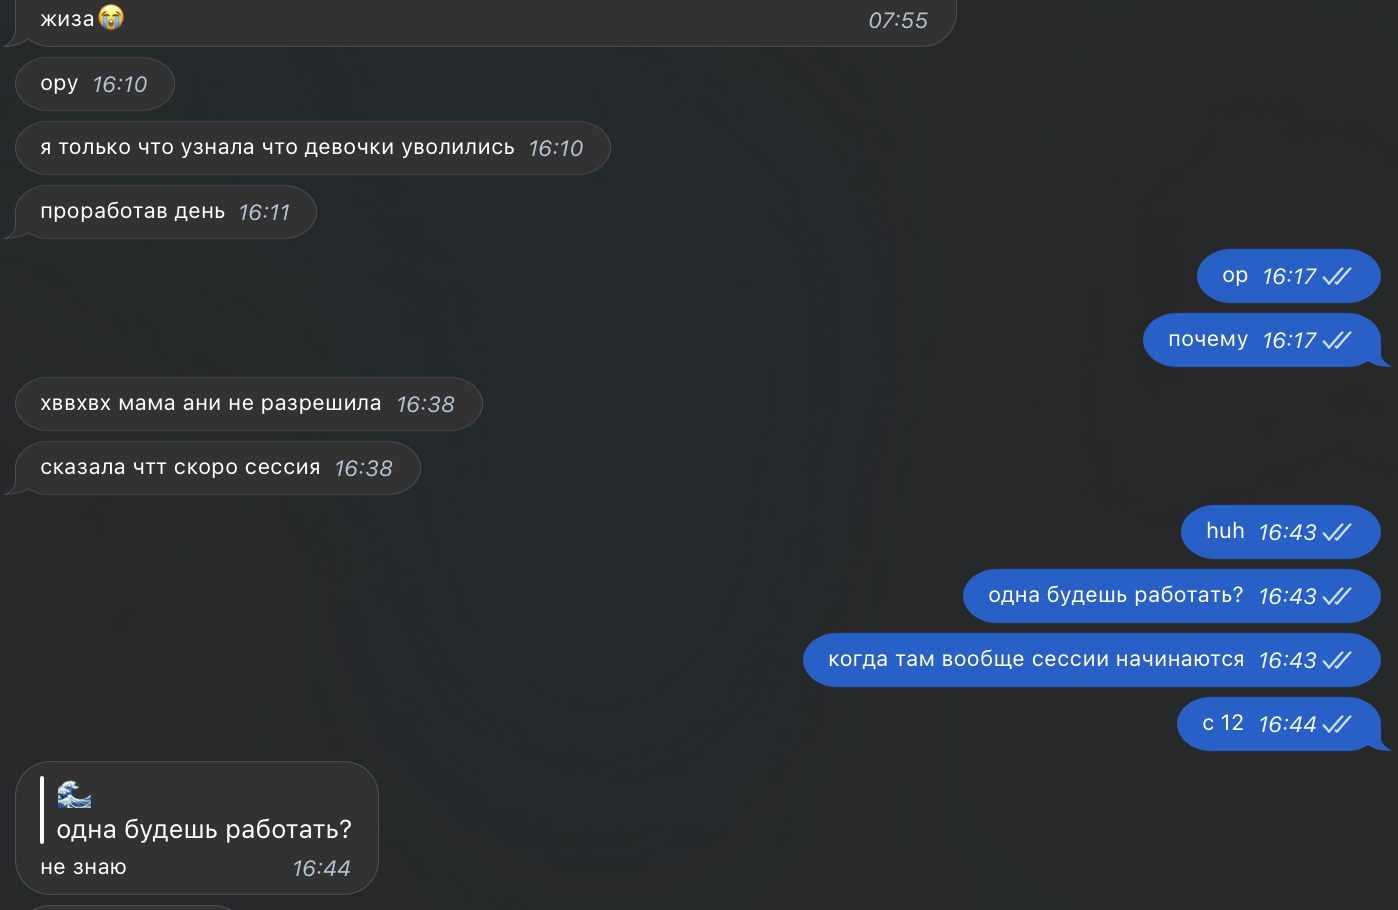 жиза😭 07:55
ору 16:10
я только что узнала что девочки уволились 16:10
проработав день 16:11
ор 16:17
почему 16:17
хввхвх мама ани не разрешила 16:38
сказала чтт скоро сессия 16:38
huh 16:43
одна будешь работать? 16:43
когда там вообще сессии начинаются 16:43
с 12 16:44
🌊
одна будешь работать?
не знаю 16:44